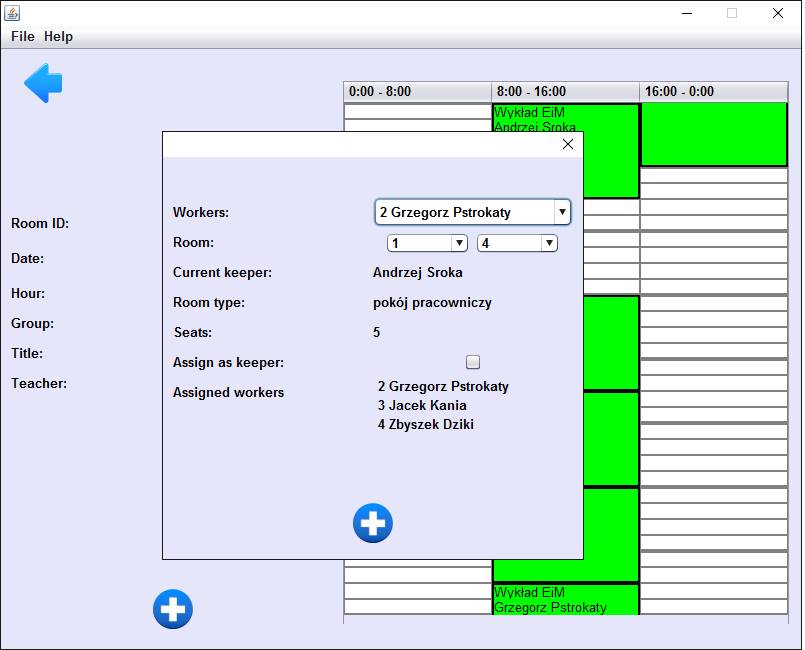 File Help
0:00 - 8:00 8:00 - 16:00 16:00 - 0:00
Wykład EiM
Andrzej Sroka
Room ID:
Date:
Hour:
Group:
Title:
Teacher:
Workers: 2 Grzegorz Pstrokaty
Room: 1 4
Current keeper: Andrzej Sroka
Room type: pokój pracowniczy
Seats: 5
Assign as keeper:
Assigned workers 2 Grzegorz Pstrokaty
3 Jacek Kania
4 Zbyszek Dziki
Wykład EiM
Grzegorz Pstrokaty